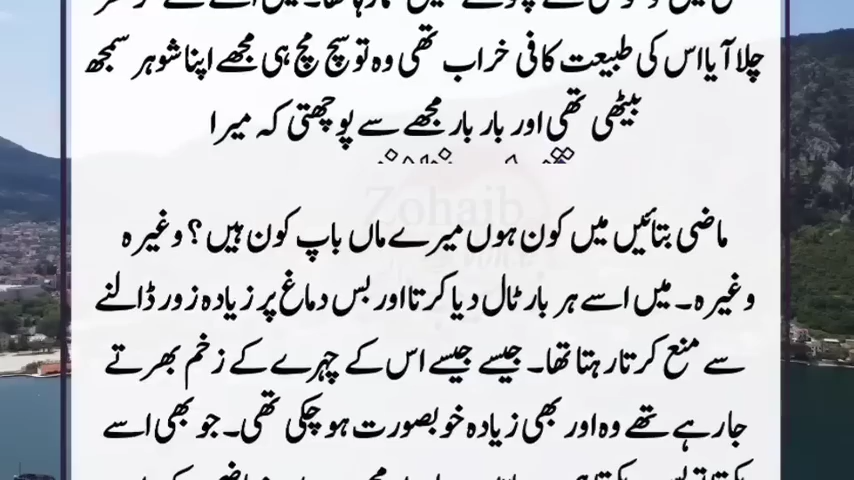 چلا آیا اس کی طبیعت کافی خراب تھی وہ تو سچ مچ ہی مجھے اپنا شوہر سمجھ
بیٹھی تھی اور بار بار مجھے سے پوچھتی کہ میرا
Zohaib
ماضی بتائیں میں کون ہوں میرے ماں باپ کون ہیں ؟ وغیرہ
وغیرہ۔ میں اسے ہر بار ٹال دیا کرتا اور بس دماغ پر زیادہ زور ڈالنے
سے منع کرتا رہتا تھا۔ جیسے جیسے اس کے چہرے کے زخم بھرتے
جا رہے تھے وہ اور بھی زیادہ خوبصورت ہو چکی تھی۔ جو بھی اسے